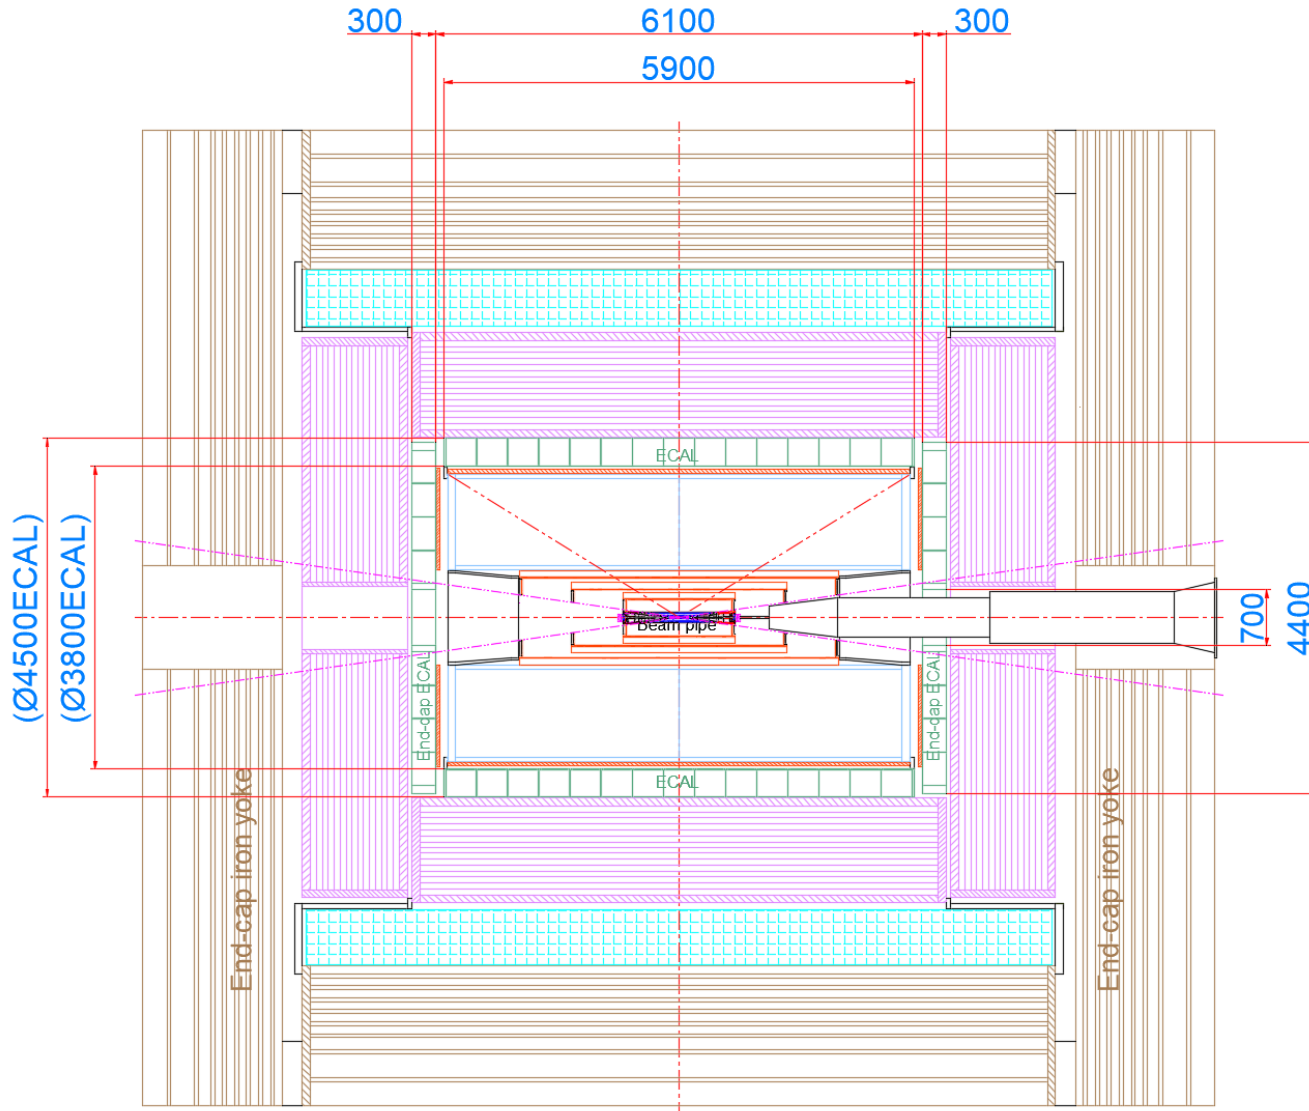 300 6100 300
5900
ECAL
(Ø4500ECAL)
(Ø3800ECAL)
Beam pipe
700
4400
End-cap ECAL
End-cap ECAL
ECAL
End-cap iron yoke
End-cap iron yoke